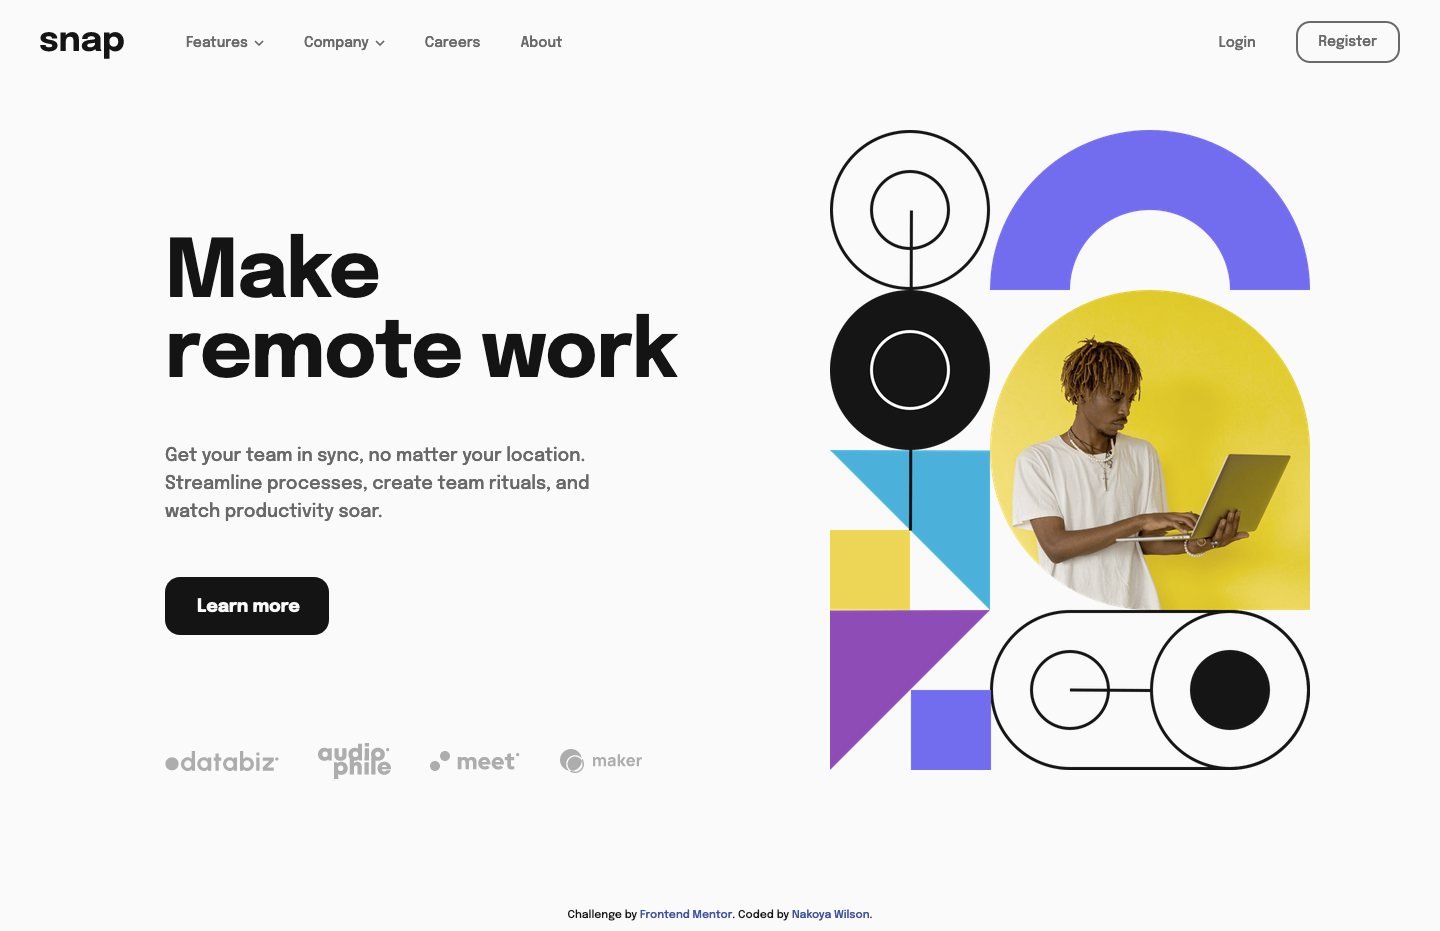 snap
Features
Company
Careers
About
Login
Register
Make
remote work
Get your team in sync, no matter your location.
Streamline processes, create team rituals, and
watch productivity soar.
Learn more
databiz
audio
phile
meet
maker
Challenge by Frontend Mentor. Coded by Nakoya Wilson.